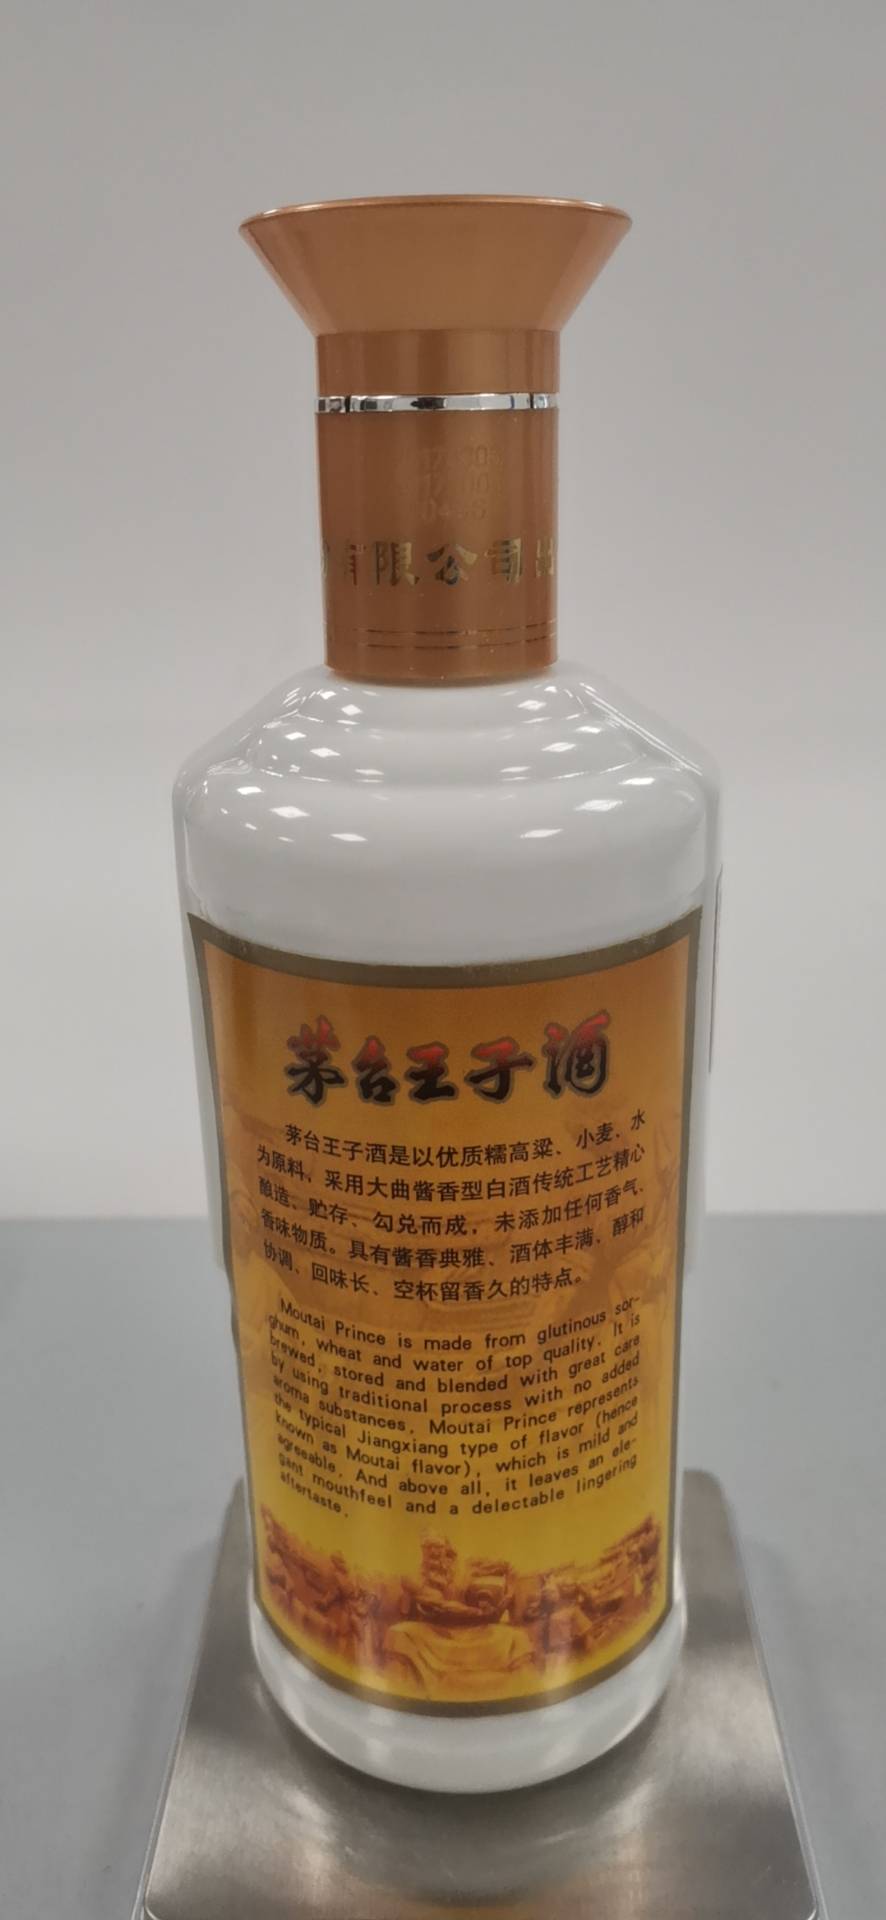 有限公司出
茅台王子酒
茅台王子酒是以优质糯高粱、小麦、水
为原料，采用大曲酱香型白酒传统工艺精心
酿造、贮存、勾兑而成，未添加任何香气、
香味物质。具有酱香典雅、酒体丰满、醇和
协调、回味长、空杯留香久的特点。
Moutai Prince is made from glutinous sor-
ghum, wheat and water of top quality. It is
brewed, stored and blended with great care
by using traditional process with no added
aroma substances. Moutai Prince represents
the typical Jiangxiang type of flavor (hence
known as Moutai flavor), which is mild and
agreeable. And above all, it leaves an ele-
gant mouthfeel and a delectable lingering
aftertaste.